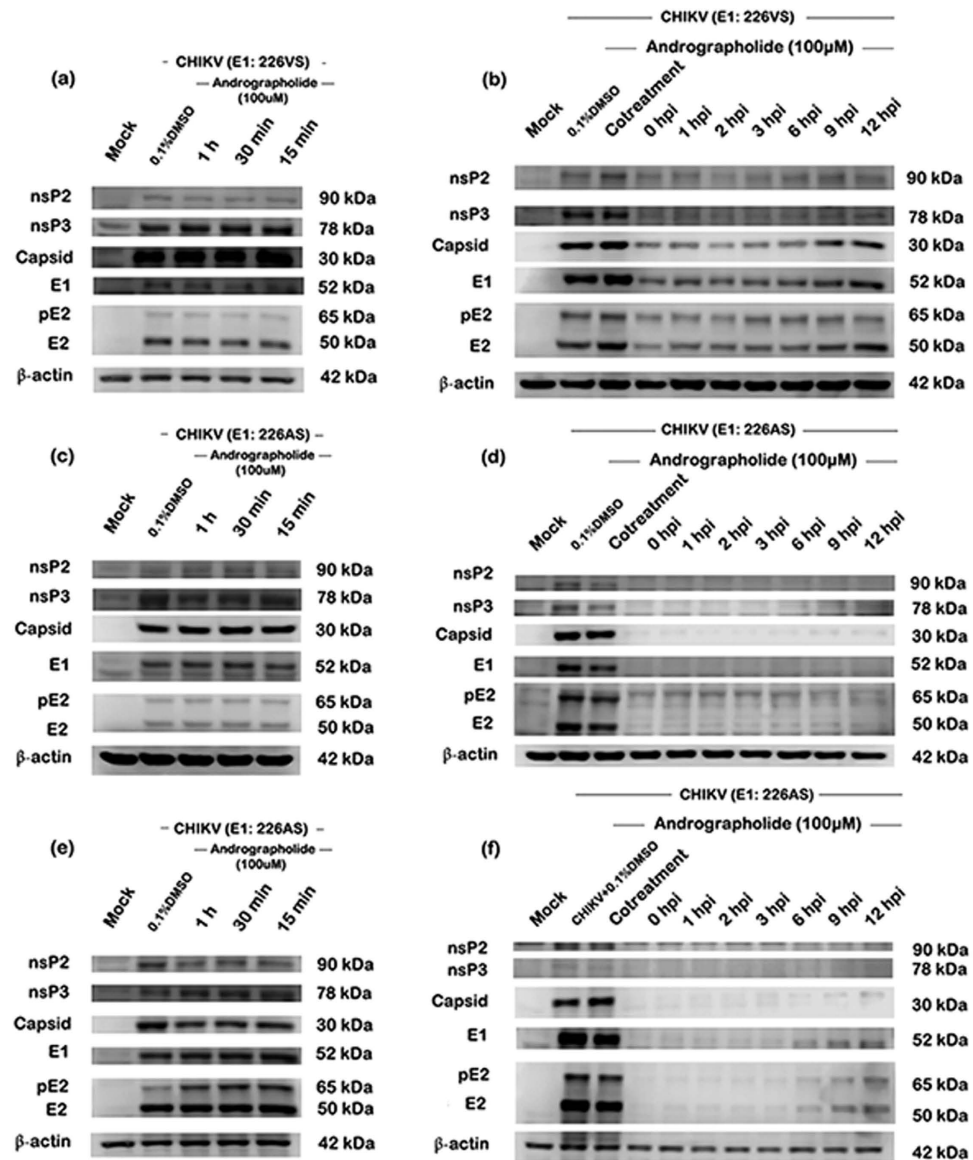 (a)
- CHIKV (E1: 226VS) -
— Andrographolide —
(100uM)
Mock 0.1%DMSO 1 h 30 min 15 min
nsP2 90 kDa
nsP3 78 kDa
Capsid 30 kDa
E1 52 kDa
pE2 65 kDa
E2 50 kDa
β-actin 42 kDa
(b)
CHIKV (E1: 226VS)
Andrographolide (100µM)
Mock 0.1%DMSO Cotreatment 0 hpi 1 hpi 2 hpi 3 hpi 6 hpi 9 hpi 12 hpi
nsP2 90 kDa
nsP3 78 kDa
Capsid 30 kDa
E1 52 kDa
pE2 65 kDa
E2 50 kDa
β-actin 42 kDa
(c)
- CHIKV (E1: 226AS) -
— Andrographolide —
(100uM)
Mock 0.1%DMSO 1 h 30 min 15 min
nsP2 90 kDa
nsP3 78 kDa
Capsid 30 kDa
E1 52 kDa
pE2 65 kDa
E2 50 kDa
β-actin 42 kDa
(d)
CHIKV (E1: 226AS)
Andrographolide (100µM)
Mock 0.1%DMSO Cotreatment 0 hpi 1 hpi 2 hpi 3 hpi 6 hpi 9 hpi 12 hpi
nsP2 90 kDa
nsP3 78 kDa
Capsid 30 kDa
E1 52 kDa
pE2 65 kDa
E2 50 kDa
β-actin 42 kDa
(e)
- CHIKV (E1: 226AS) -
— Andrographolide —
(100uM)
Mock 0.1%DMSO 1 h 30 min 15 min
nsP2 90 kDa
nsP3 78 kDa
Capsid 30 kDa
E1 52 kDa
pE2 65 kDa
E2 50 kDa
β-actin 42 kDa
(f)
CHIKV (E1: 226AS)
Andrographolide (100µM)
Mock CHIKV+0.1%DMSO Cotreatment 0 hpi 1 hpi 2 hpi 3 hpi 6 hpi 9 hpi 12 hpi
nsP2 90 kDa
nsP3 78 kDa
Capsid 30 kDa
E1 52 kDa
pE2 65 kDa
E2 50 kDa
β-actin 42 kDa